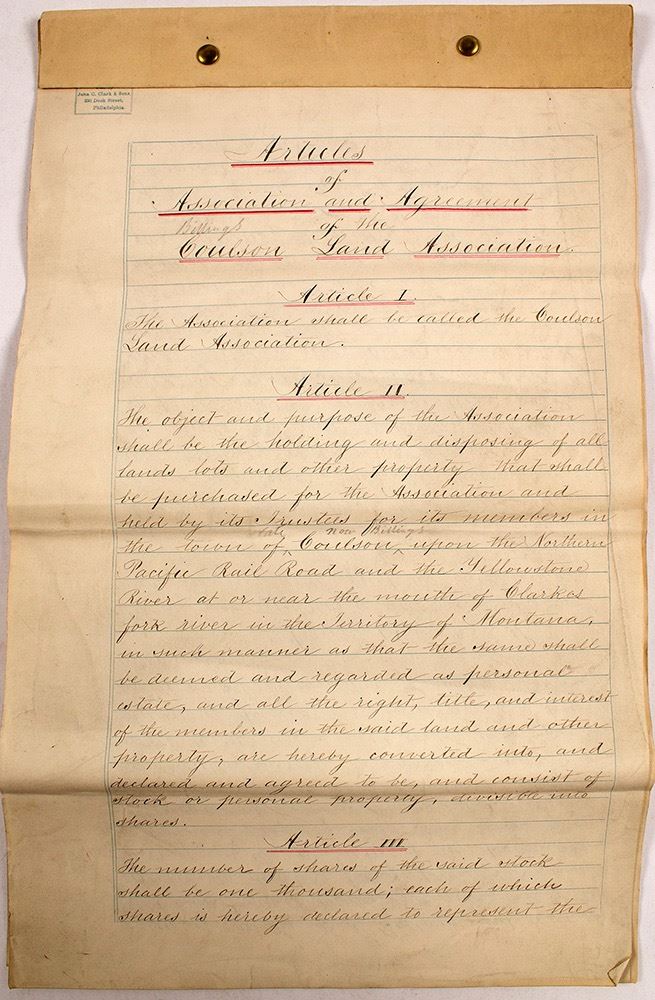 John C. Clark & Sons
230 Dock Street,
Philadelphia
Articles
of
Association and Agreement
Billings
of the
Coulson Land Association.
Article I.
The Association shall be called the Coulson
Land Association.
Article II.
The object and purpose of the Association
shall be the holding and disposing of all
lands lots and other property that shall
be purchased for the Association and
held by its Trustees for its members in
late now Billings
the town of Coulson upon the Northern
Pacific Rail Road and the Yellowstone
River at or near the mouth of Clarkes
fork river in the Territory of Montana,
in such manner as that the same shall
be deemed and regarded as personal
estate, and all the right, title, and interest
of the members in the said land and other
property, are hereby converted into, and
declared and agreed to be, and consist of
stock or personal property, divisible into
shares.
Article III
The number of shares of the said stock
shall be one thousand; each of which
shares is hereby declared to represent the